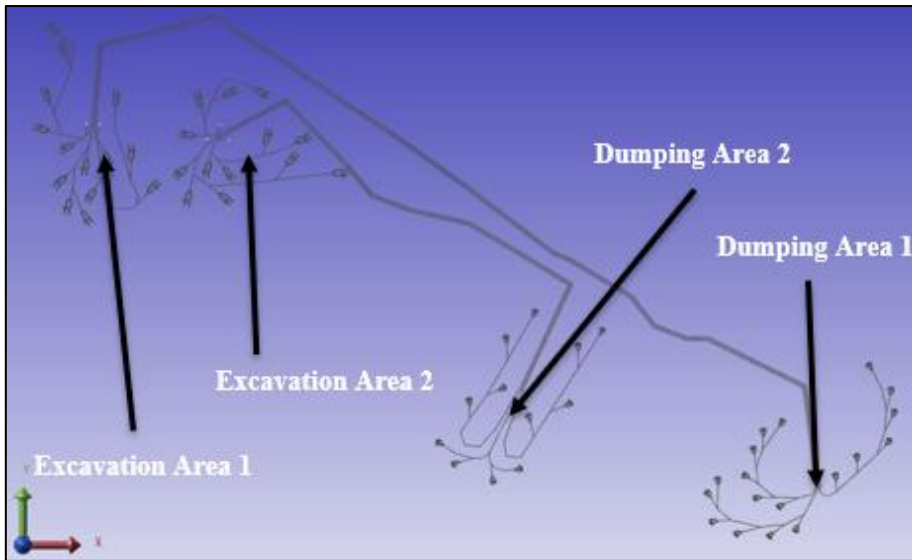 Dumping Area 2
Dumping Area 1
Excavation Area 2
Excavation Area 1
X